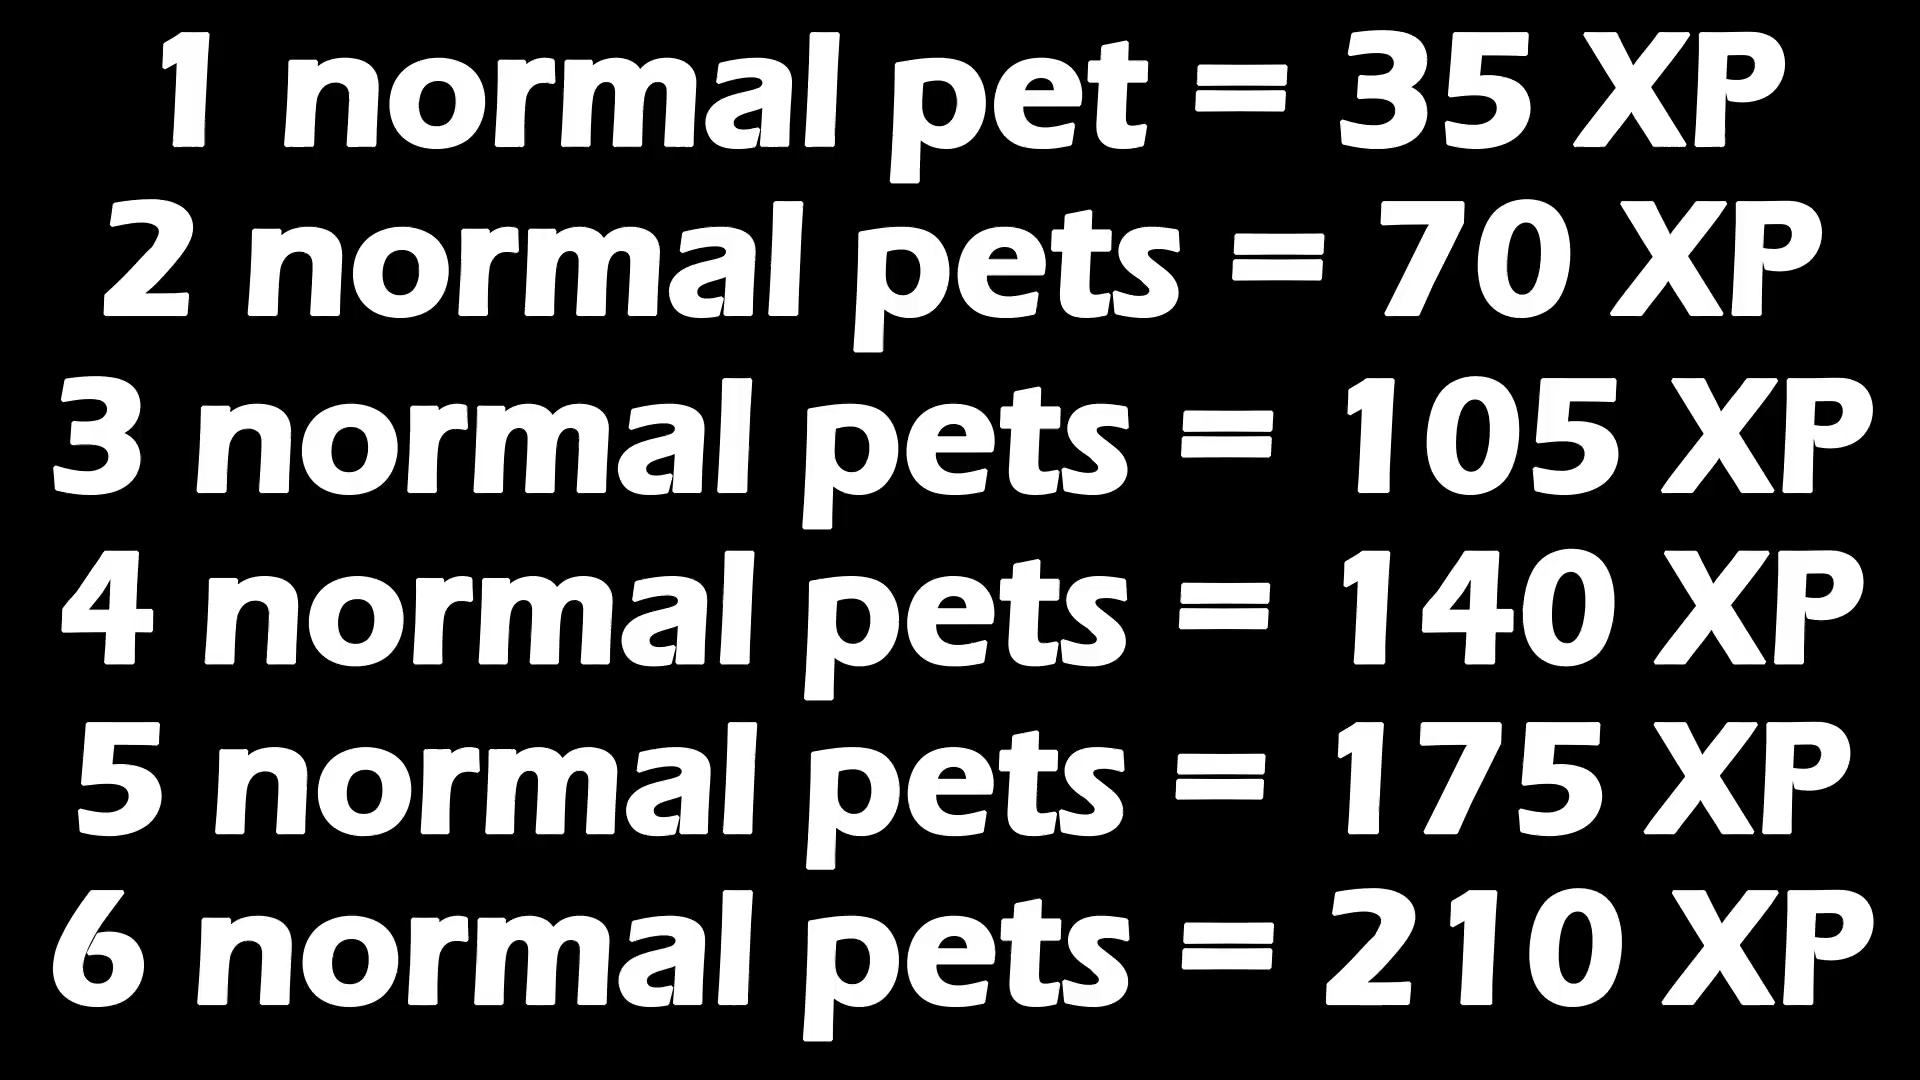 1 normal pet = 35 XP
2 normal pets = 70 XP
3 normal pets = 105 XP
4 normal pets = 140 XP
5 normal pets = 175 XP
6 normal pets = 210 XP